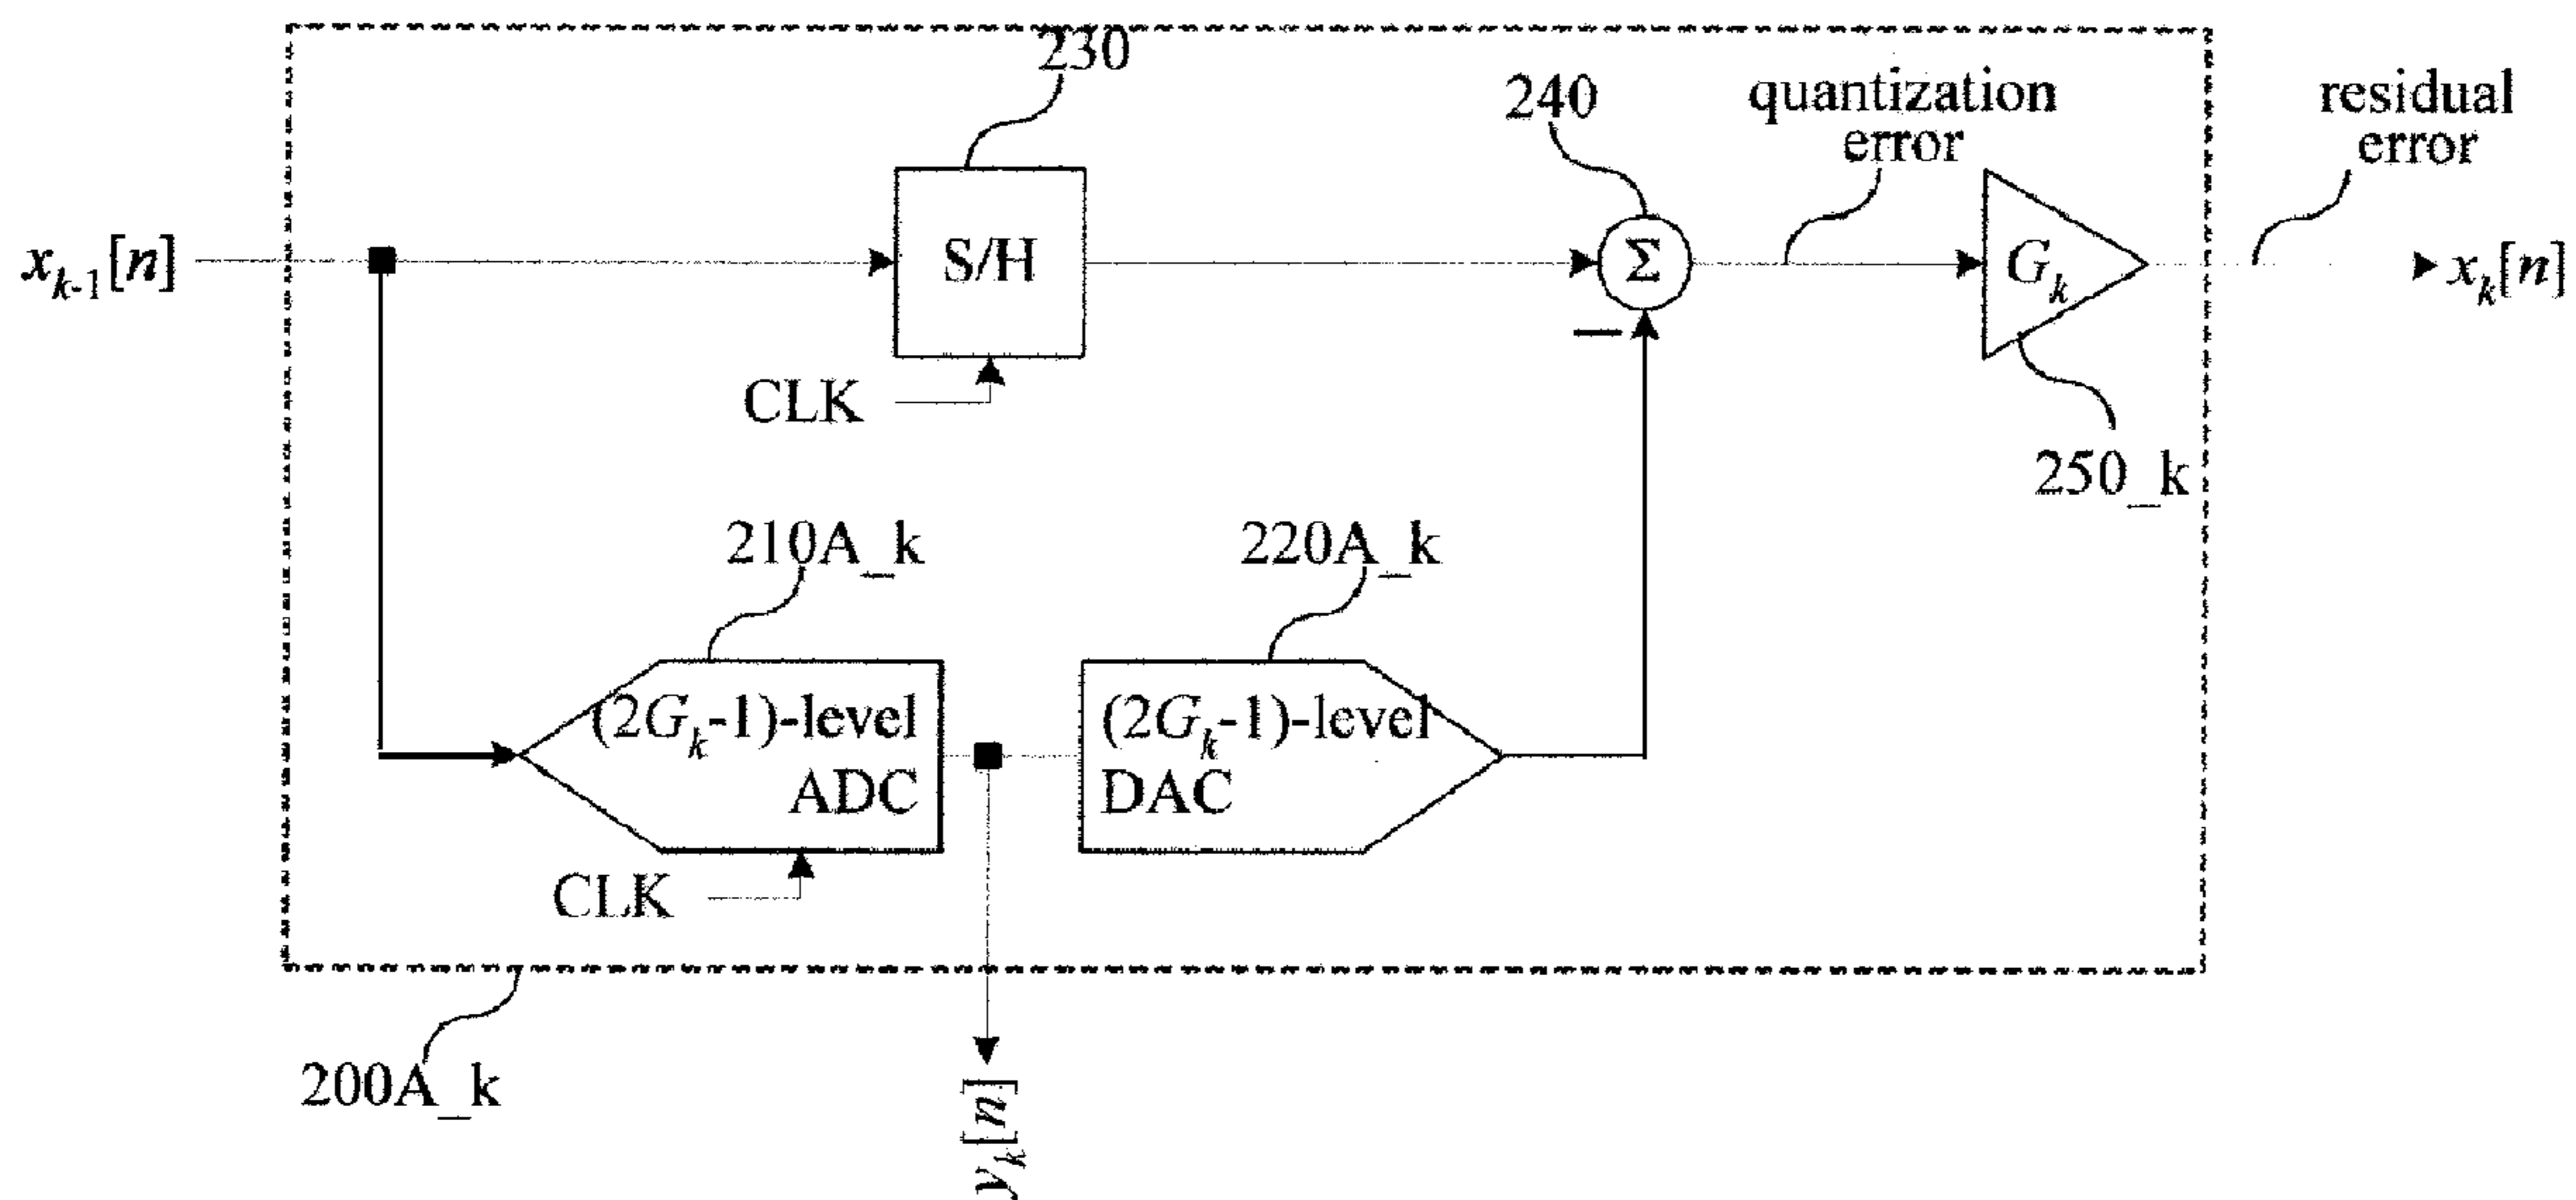 230
240
quantization
error
residual
error
x_{k-1}[n]
S/H
Σ
G_k
x_k[n]
−
CLK
250_k
210A_k
220A_k
(2G_k-1)-level
ADC
(2G_k-1)-level
DAC
CLK
200A_k
y_k[n]